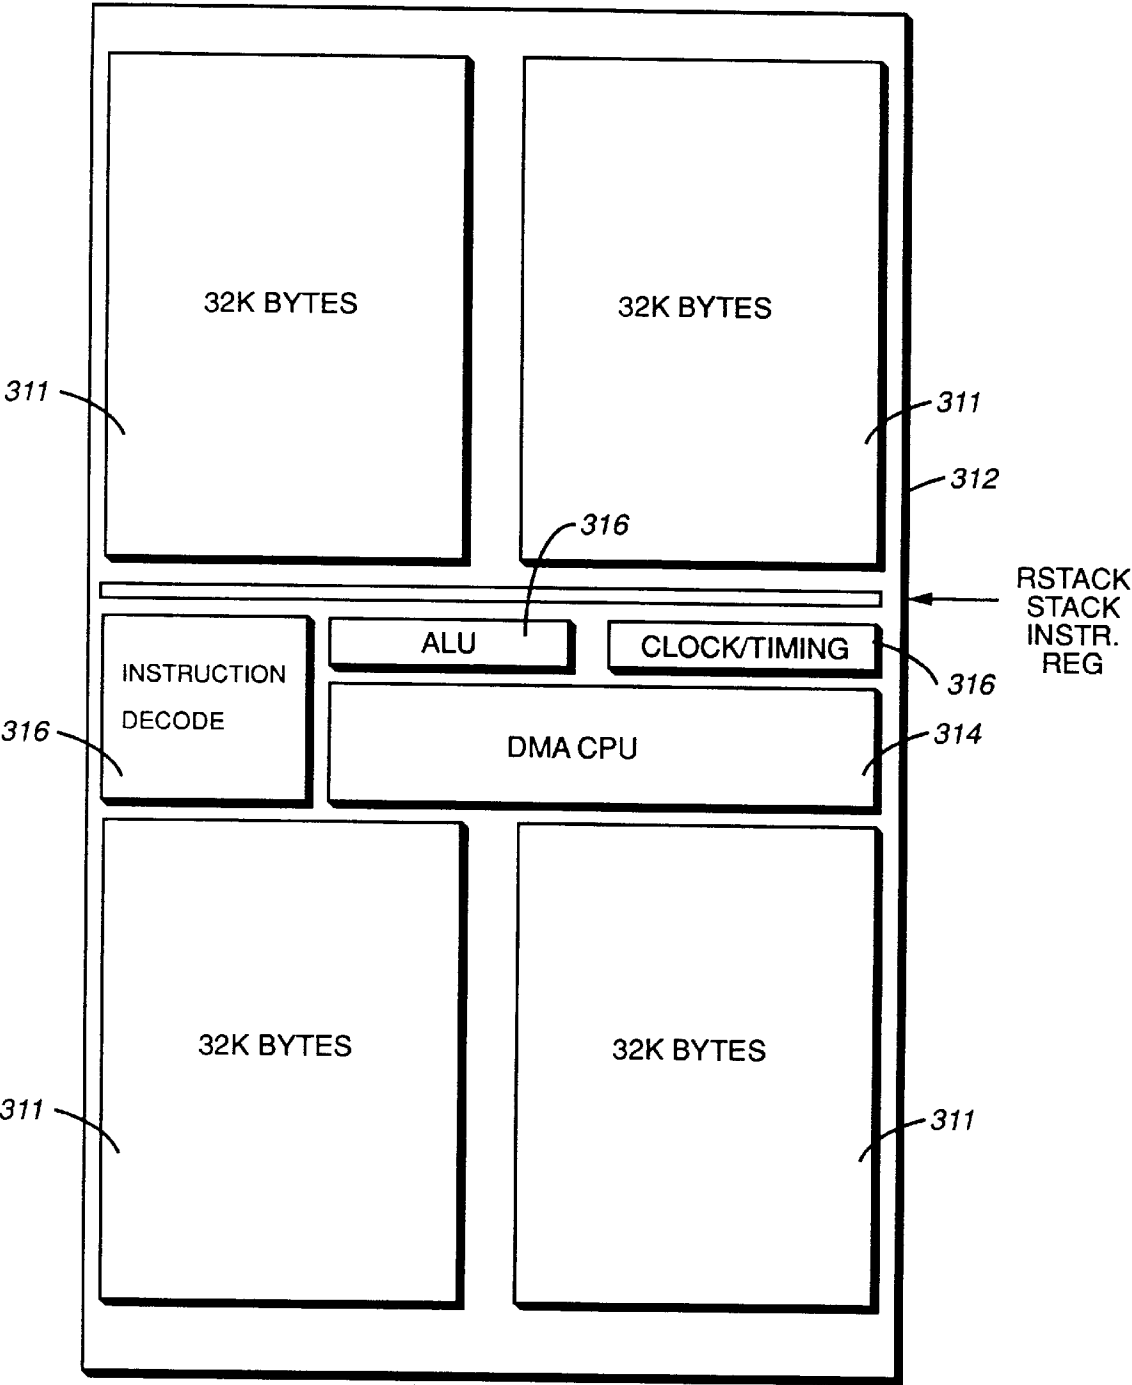 32K BYTES
32K BYTES
311
311
312
316
RSTACK
STACK
INSTR.
REG
ALU
CLOCK/TIMING
INSTRUCTION
DECODE
316
316
314
DMA CPU
32K BYTES
32K BYTES
311
311